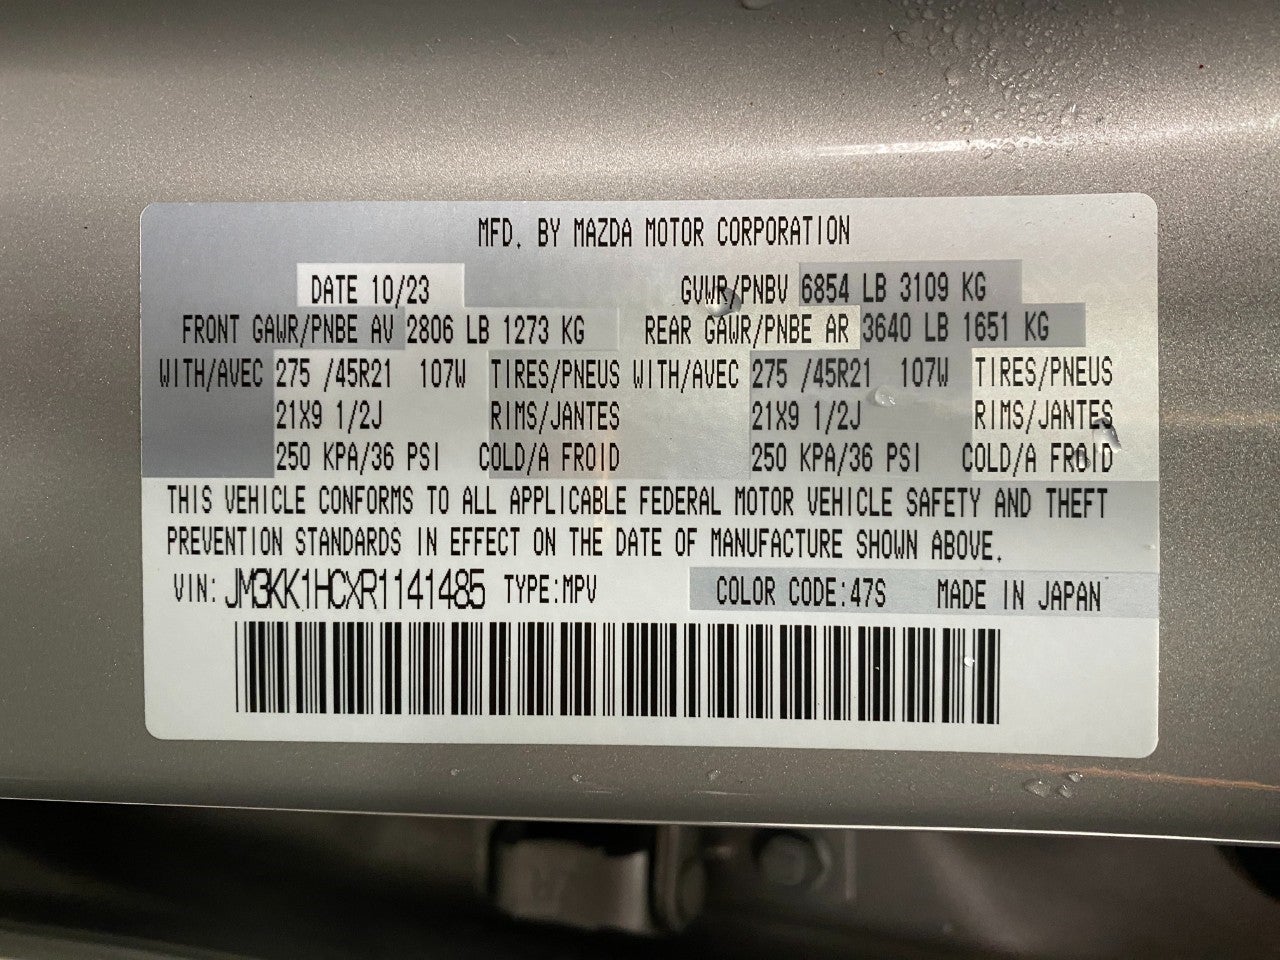 MFD. BY MAZDA MOTOR CORPORATION
DATE 10/23 GVWR/PNBV 6854 LB 3109 KG
FRONT GAWR/PNBE AV 2806 LB 1273 KG REAR GAWR/PNBE AR 3640 LB 1651 KG
WITH/AVEC 275 /45R21 107W TIRES/PNEUS WITH/AVEC 275 /45R21 107W TIRES/PNEUS
21X9 1/2J RIMS/JANTES 21X9 1/2J RIMS/JANTES
250 KPA/36 PSI COLD/A FROID 250 KPA/36 PSI COLD/A FROID
THIS VEHICLE CONFORMS TO ALL APPLICABLE FEDERAL MOTOR VEHICLE SAFETY AND THEFT
PREVENTION STANDARDS IN EFFECT ON THE DATE OF MANUFACTURE SHOWN ABOVE.
VIN: JM3KK1HCXR1141485 TYPE:MPV COLOR CODE:47S MADE IN JAPAN